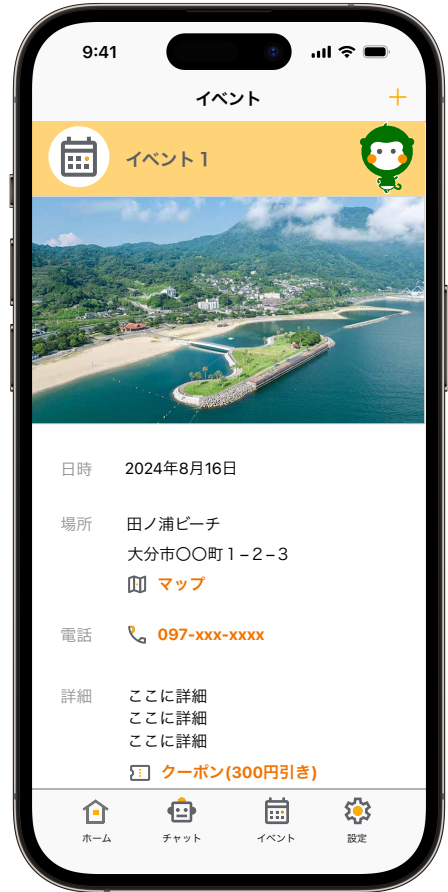 9:41
イベント
イベント 1
日時 2024年8月16日
場所 田ノ浦ビーチ
大分市〇〇町１−２−３
マップ
電話 097-xxx-xxxx
詳細 ここに詳細
ここに詳細
ここに詳細
クーポン(300円引き)
ホーム チャット イベント 設定